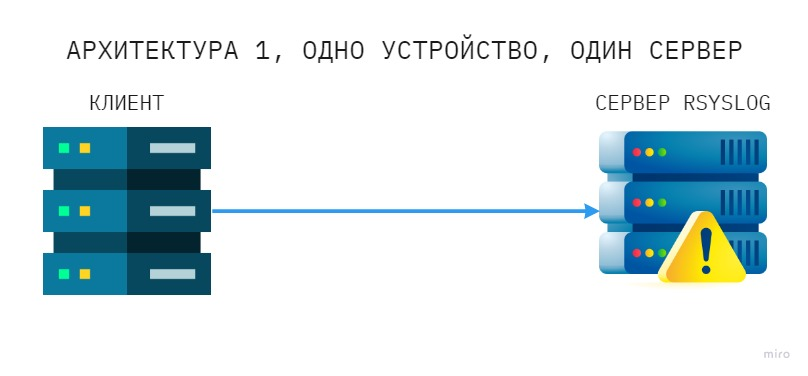 АРХИТЕКТУРА 1, ОДНО УСТРОЙСТВО, ОДИН СЕРВЕР
КЛИЕНТ
СЕРВЕР RSYSLOG
!
miro